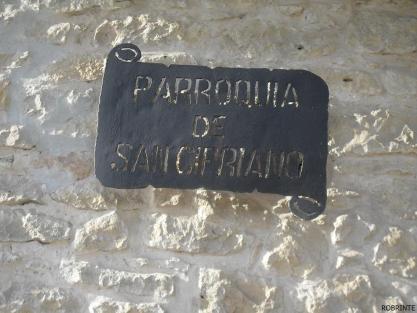 PARROQUIA
DE
SAN CIPRIANO
ROBRINTE